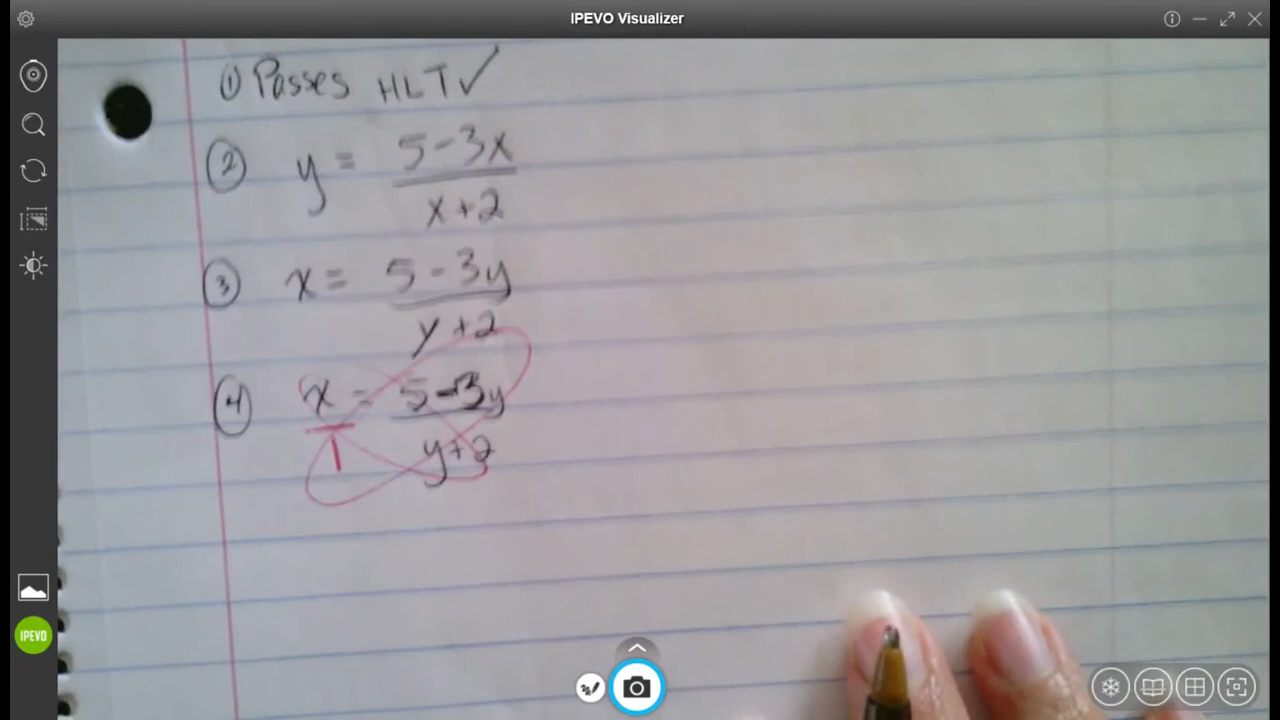 IPEVO Visualizer
① Passes HLT ✓
② y = (5-3x)/(x+2)
③ x = (5-3y)/(y+2)
④ x/1 = (5-3y)/(y+2)
IPEVO